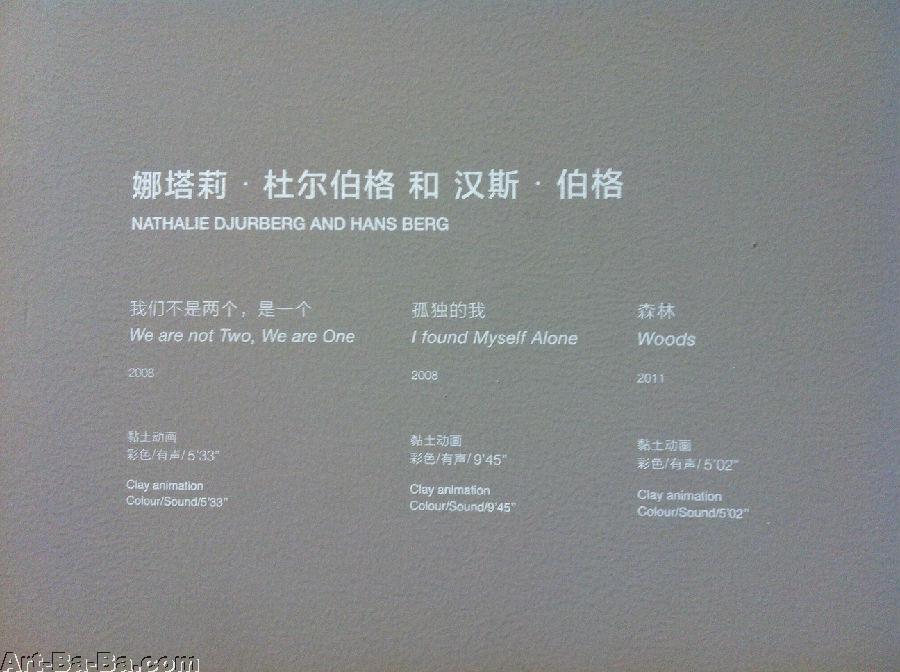 娜塔莉 · 杜尔伯格 和 汉斯 · 伯格
NATHALIE DJURBERG AND HANS BERG
我们不是两个，是一个
We are not Two, We are One
2008
黏土动画
彩色/有声/5'33"
Clay animation
Colour/Sound/5'33"
孤独的我
I found Myself Alone
2008
黏土动画
彩色/有声/9'45"
Clay animation
Colour/Sound/9'45"
森林
Woods
2011
黏土动画
彩色/有声/5'02"
Clay animation
Colour/Sound/5'02"
Art-Ba-Ba.com